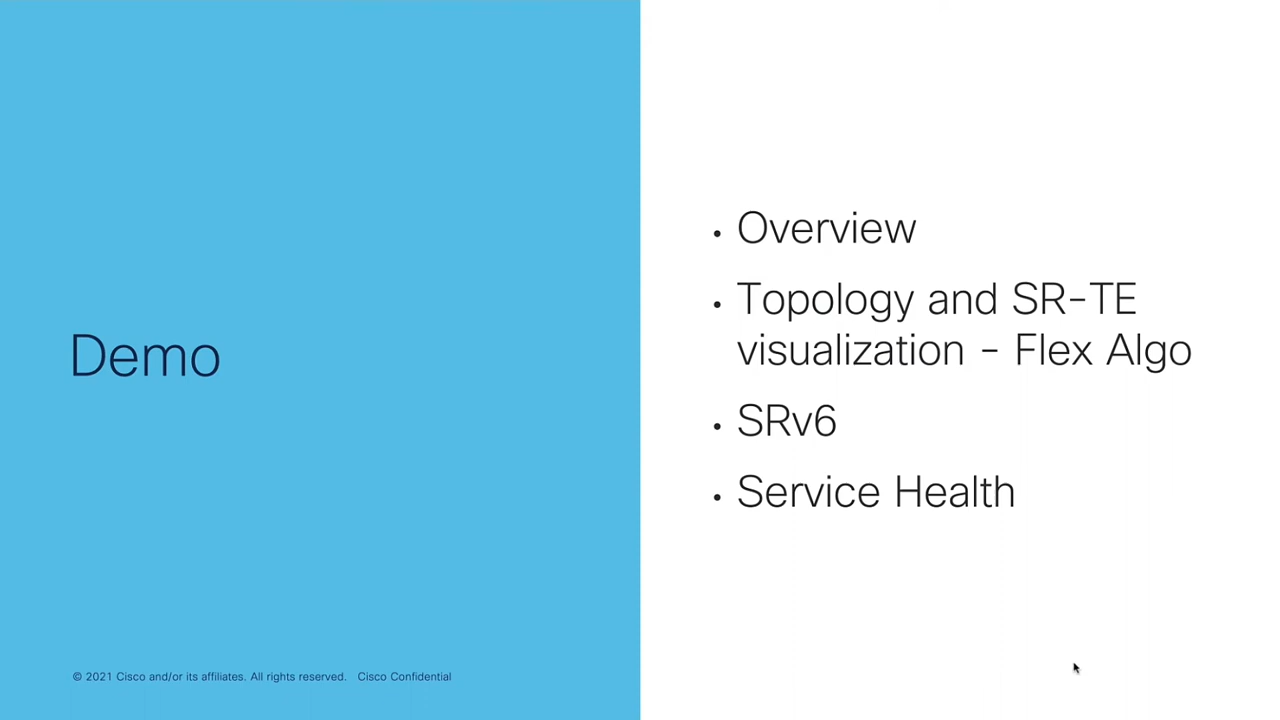 Demo
• Overview
• Topology and SR-TE
visualization - Flex Algo
• SRv6
• Service Health
© 2021 Cisco and/or its affiliates. All rights reserved. Cisco Confidential